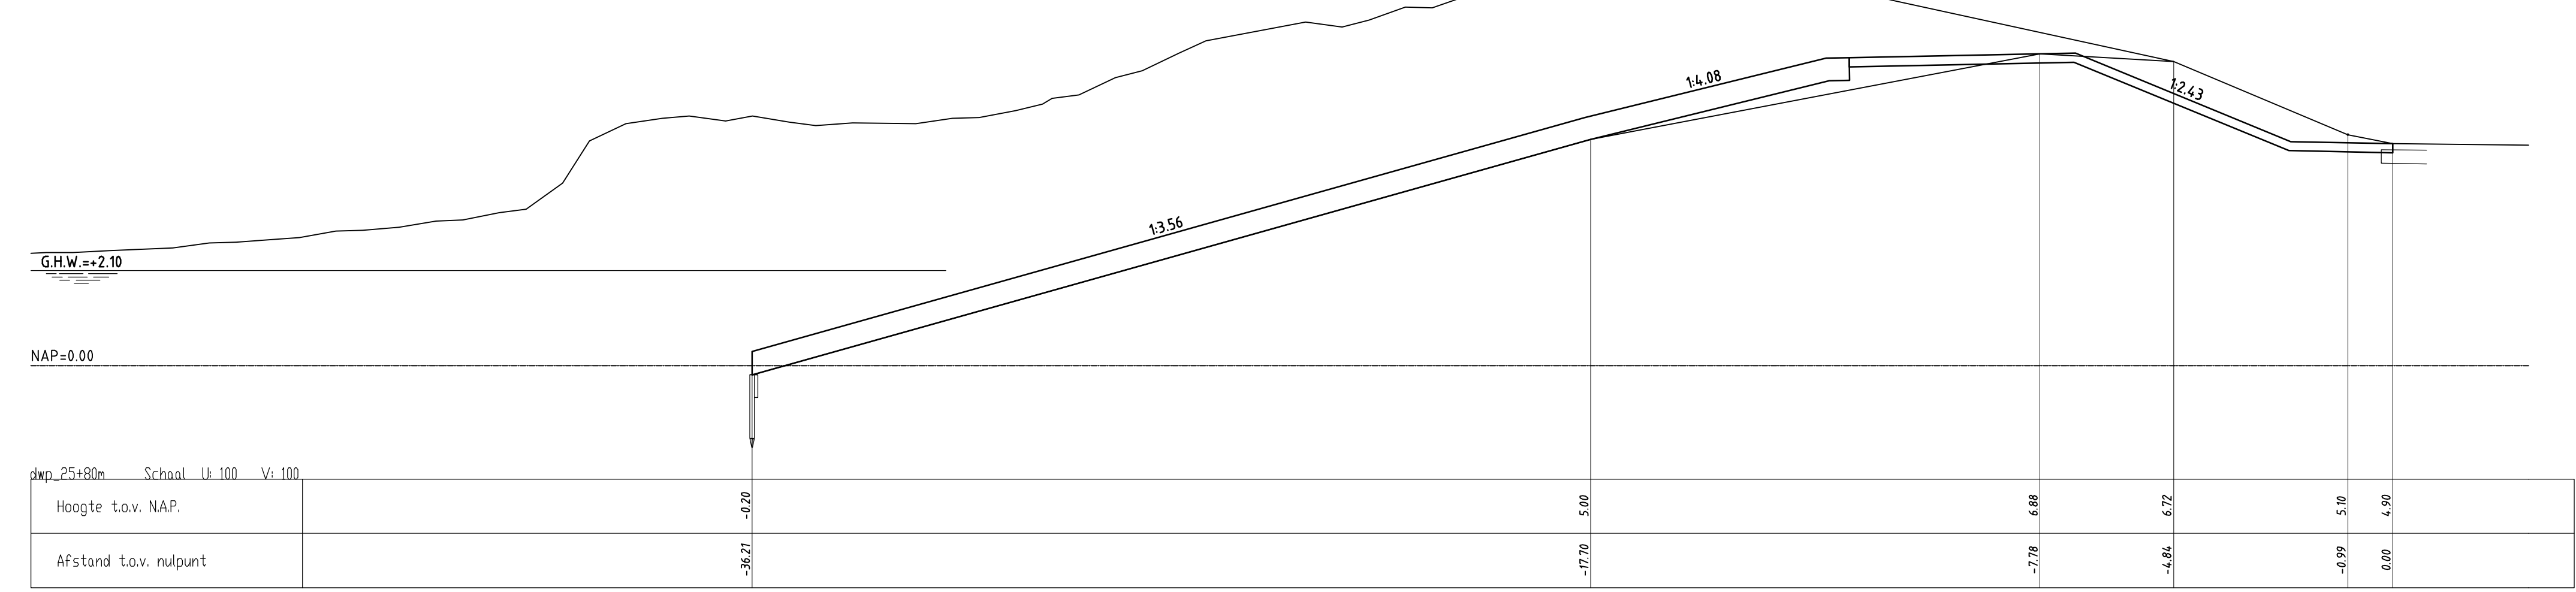 1:4.08
1:2.43
1:3.56
G.H.W.=+2.10
NAP=0.00
dwp_25+80m Schaal U: 100 V: 100
Hoogte t.o.v. N.A.P. -0.20 5.00 6.88 6.72 5.10 4.90
Afstand t.o.v. nulpunt -36.21 -17.70 -7.78 -4.84 -0.99 0.00